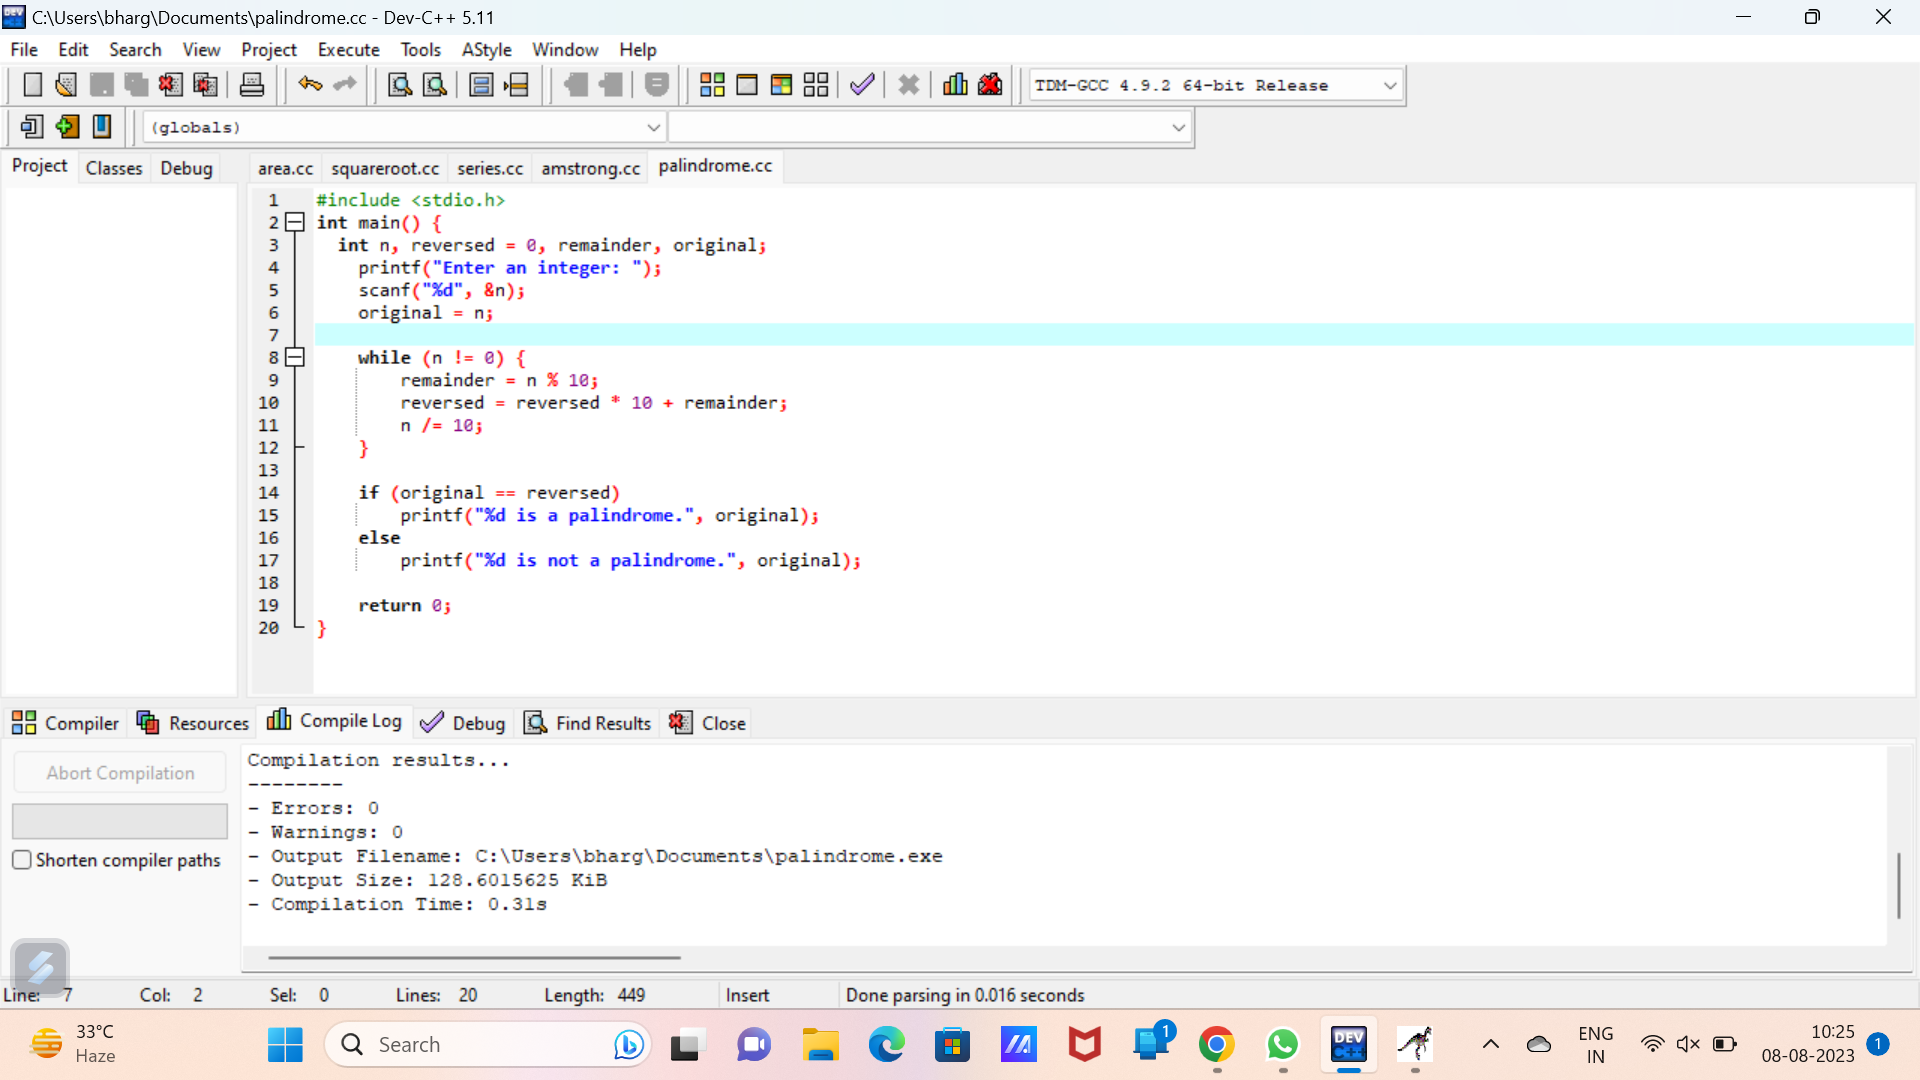 C:\Users\bharg\Documents\palindrome.cc - Dev-C++ 5.11
File Edit Search View Project Execute Tools AStyle Window Help
TDM-GCC 4.9.2 64-bit Release
(globals)
Project Classes Debug area.cc squareroot.cc series.cc amstrong.cc palindrome.cc
1 #include <stdio.h>
2 int main() {
3 int n, reversed = 0, remainder, original;
4 printf("Enter an integer: ");
5 scanf("%d", &n);
6 original = n;
7
8 while (n != 0) {
9 remainder = n % 10;
10 reversed = reversed * 10 + remainder;
11 n /= 10;
12 }
13
14 if (original == reversed)
15 printf("%d is a palindrome.", original);
16 else
17 printf("%d is not a palindrome.", original);
18
19 return 0;
20 }
Compiler Resources Compile Log Debug Find Results Close
Abort Compilation
Shorten compiler paths
Compilation results...
--------
- Errors: 0
- Warnings: 0
- Output Filename: C:\Users\bharg\Documents\palindrome.exe
- Output Size: 128.6015625 KiB
- Compilation Time: 0.31s
Line: 7 Col: 2 Sel: 0 Lines: 20 Length: 449 Insert Done parsing in 0.016 seconds
33°C
Haze
Search
1
DEV
C++
ENG
IN
10:25
08-08-2023
1